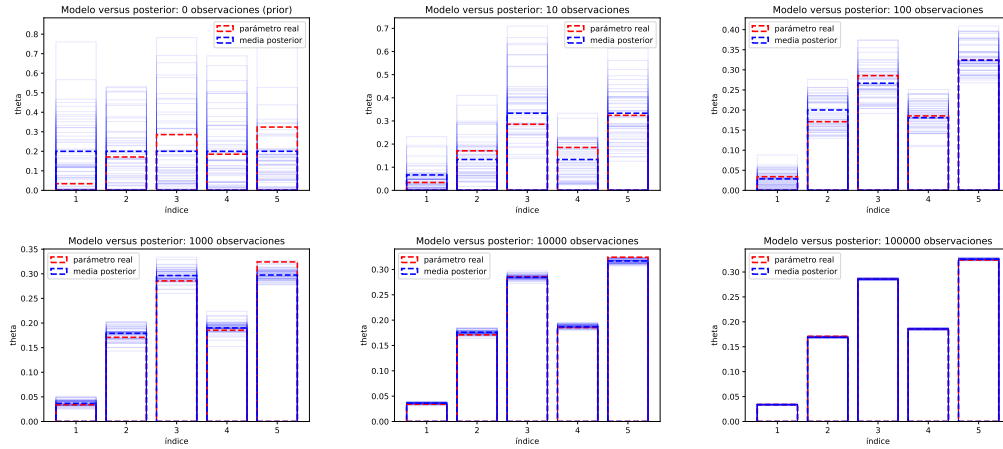 Modelo versus posterior: 0 observaciones (prior)
parámetro real
media posterior
theta
0.8
0.7
0.6
0.5
0.4
0.3
0.2
0.1
0.0
1 2 3 4 5
índice
Modelo versus posterior: 10 observaciones
parámetro real
media posterior
theta
0.7
0.6
0.5
0.4
0.3
0.2
0.1
0.0
1 2 3 4 5
índice
Modelo versus posterior: 100 observaciones
parámetro real
media posterior
theta
0.40
0.35
0.30
0.25
0.20
0.15
0.10
0.05
0.00
1 2 3 4 5
índice
Modelo versus posterior: 1000 observaciones
parámetro real
media posterior
theta
0.35
0.30
0.25
0.20
0.15
0.10
0.05
0.00
1 2 3 4 5
índice
Modelo versus posterior: 10000 observaciones
parámetro real
media posterior
theta
0.30
0.25
0.20
0.15
0.10
0.05
0.00
1 2 3 4 5
índice
Modelo versus posterior: 100000 observaciones
parámetro real
media posterior
theta
0.30
0.25
0.20
0.15
0.10
0.05
0.00
1 2 3 4 5
índice